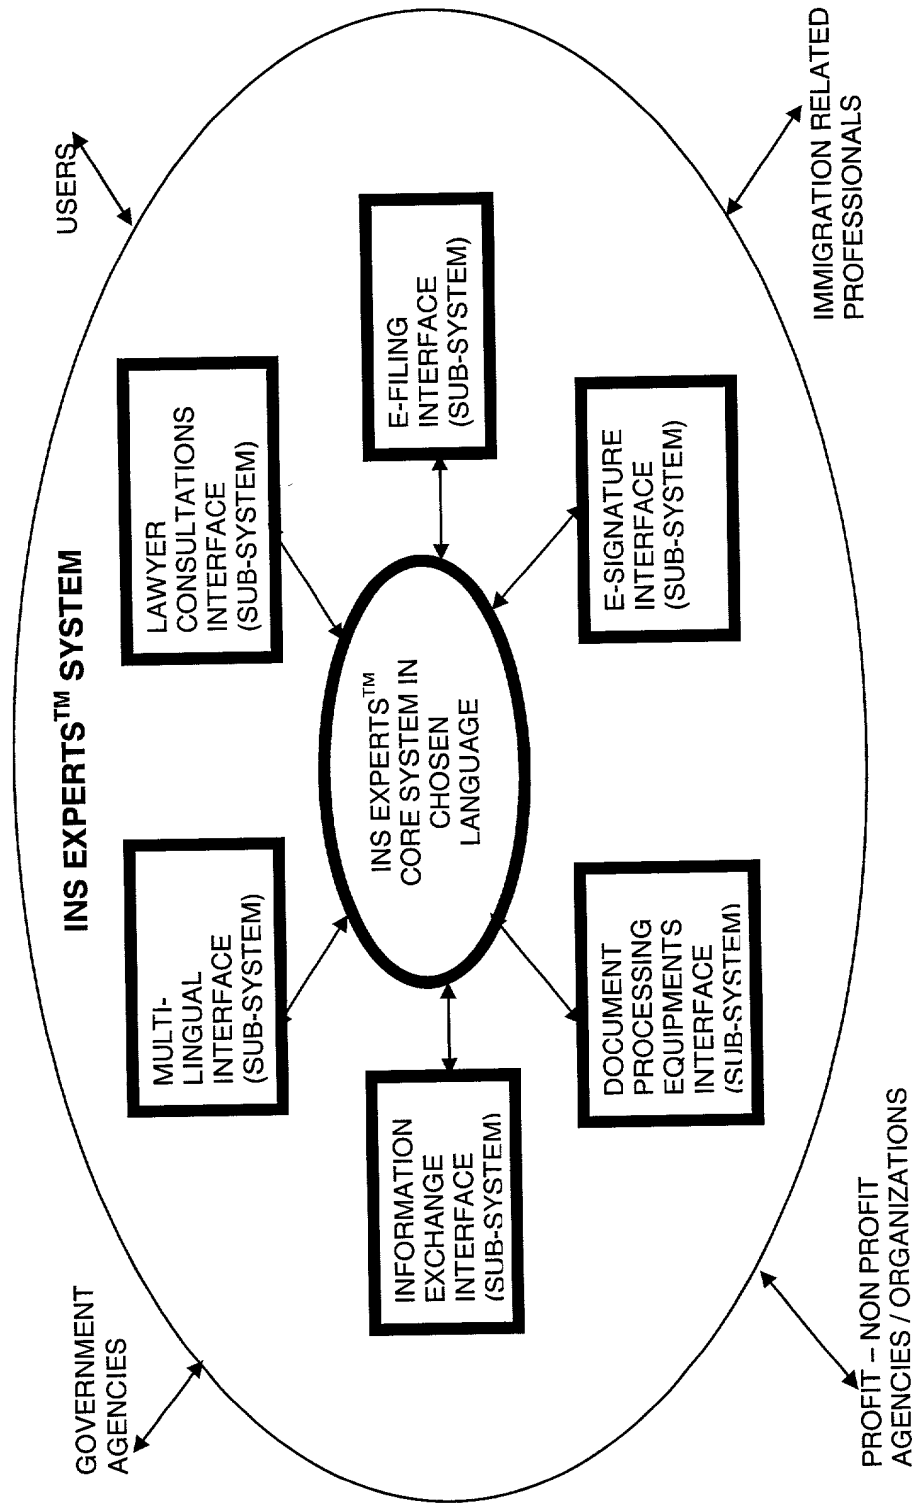 INS EXPERTS™ SYSTEM
GOVERNMENT
AGENCIES
USERS
MULTI-
LINGUAL
INTERFACE
(SUB-SYSTEM)
LAWYER
CONSULTATIONS
INTERFACE
(SUB-SYSTEM)
INFORMATION
EXCHANGE
INTERFACE
(SUB-SYSTEM)
INS EXPERTS™
CORE SYSTEM IN
CHOSEN
LANGUAGE
E-FILING
INTERFACE
(SUB-SYSTEM)
DOCUMENT
PROCESSING
EQUIPMENTS
INTERFACE
(SUB-SYSTEM)
E-SIGNATURE
INTERFACE
(SUB-SYSTEM)
PROFIT – NON PROFIT
AGENCIES / ORGANIZATIONS
IMMIGRATION RELATED
PROFESSIONALS